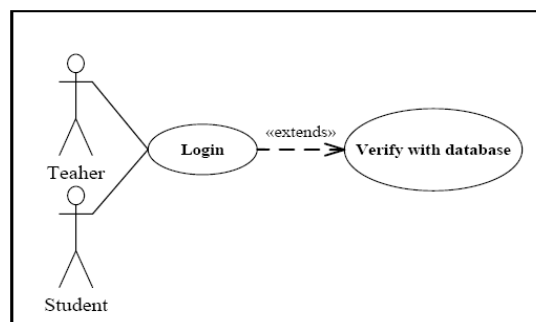 Teaher
Login
«extends»
Verify with database
Student